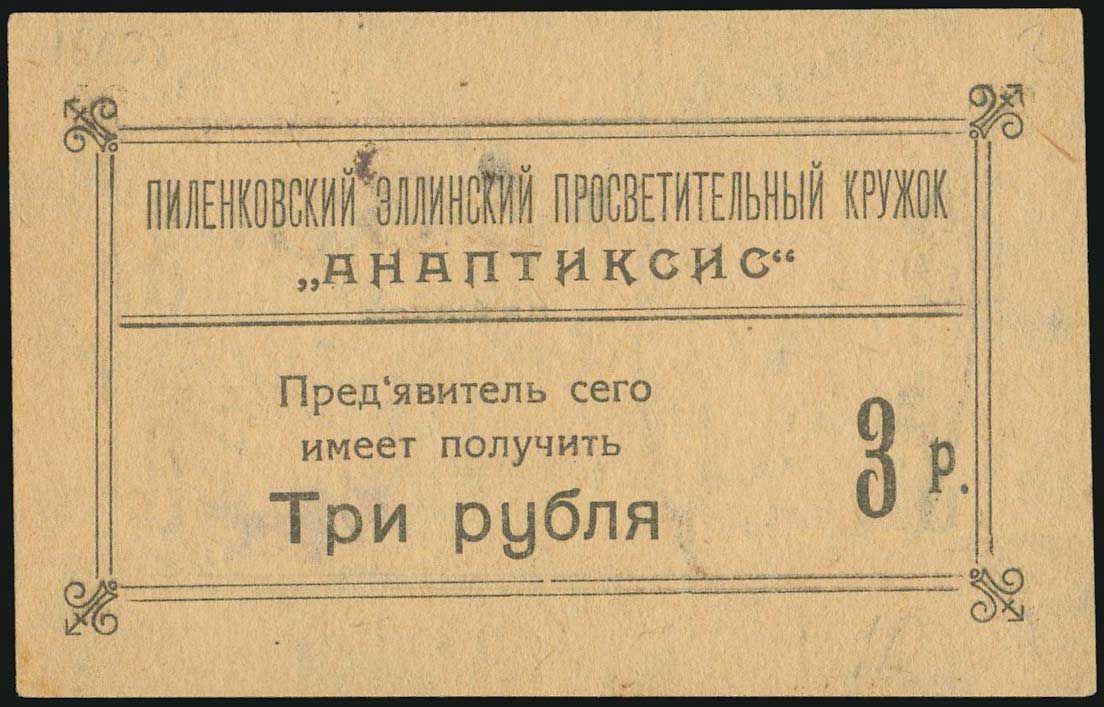 ПИЛЕНКОВСКИЙ ЭЛЛИНСКИЙ ПРОСВЕТИТЕЛЬНЫЙ КРУЖОК
„АНАПТИКСИС“
Пред‘явитель сего
имеет получить
Три рубля
3 р.